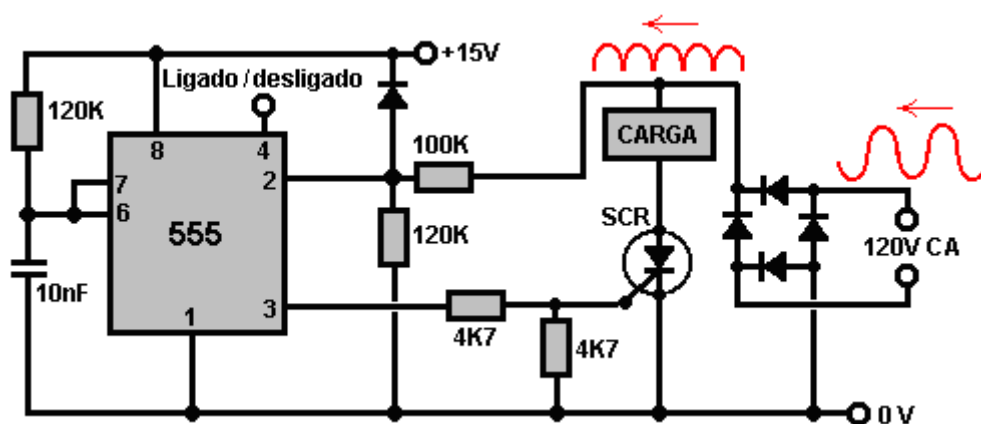 +15V
Ligado / desligado
120K
8
4
100K
CARGA
7
2
6
SCR
555
120K
120V CA
10nF
3
1
4K7
4K7
0 V